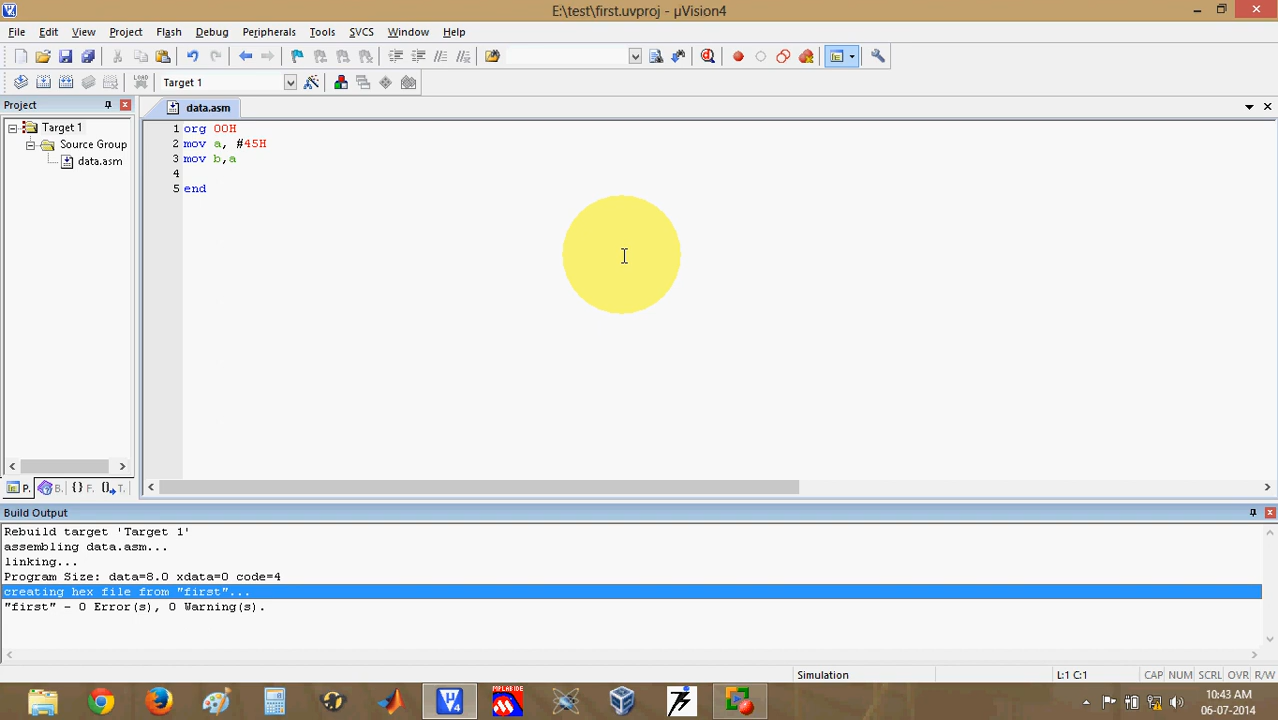 E:\test\first.uvproj - µVision4
File Edit View Project Flash Debug Peripherals Tools SVCS Window Help
LOAD Target 1
Project
data.asm
Target 1
Source Group
data.asm
1 org 00H
2 mov a, #45H
3 mov b,a
4
5 end
P. B. {} F. T.
Build Output
Rebuild target 'Target 1'
assembling data.asm...
linking...
Program Size: data=8.0 xdata=0 code=4
creating hex file from "first"...
"first" - 0 Error(s), 0 Warning(s).
Simulation L:1 C:1 CAP NUM SCRL OVR R/W
MPLAB IDE
10:43 AM
06-07-2014